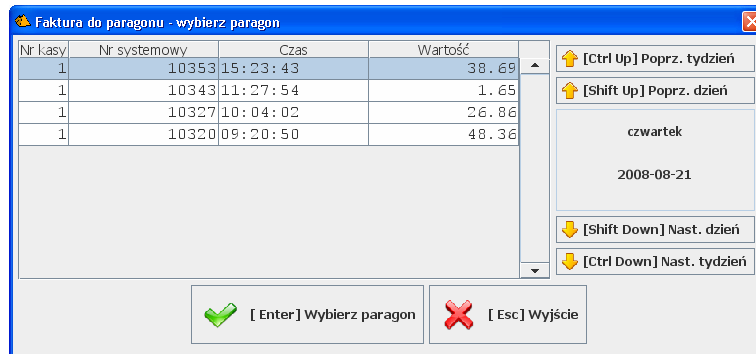 Faktura do paragonu - wybierz paragon
Nr kasy Nr systemowy Czas Wartość
1 10353 15:23:43 38.69
1 10343 11:27:54 1.65
1 10327 10:04:02 26.86
1 10320 09:20:50 48.36
[Ctrl Up] Poprz. tydzień
[Shift Up] Poprz. dzień
czwartek
2008-08-21
[Shift Down] Nast. dzień
[Ctrl Down] Nast. tydzień
[ Enter] Wybierz paragon
[ Esc] Wyjście